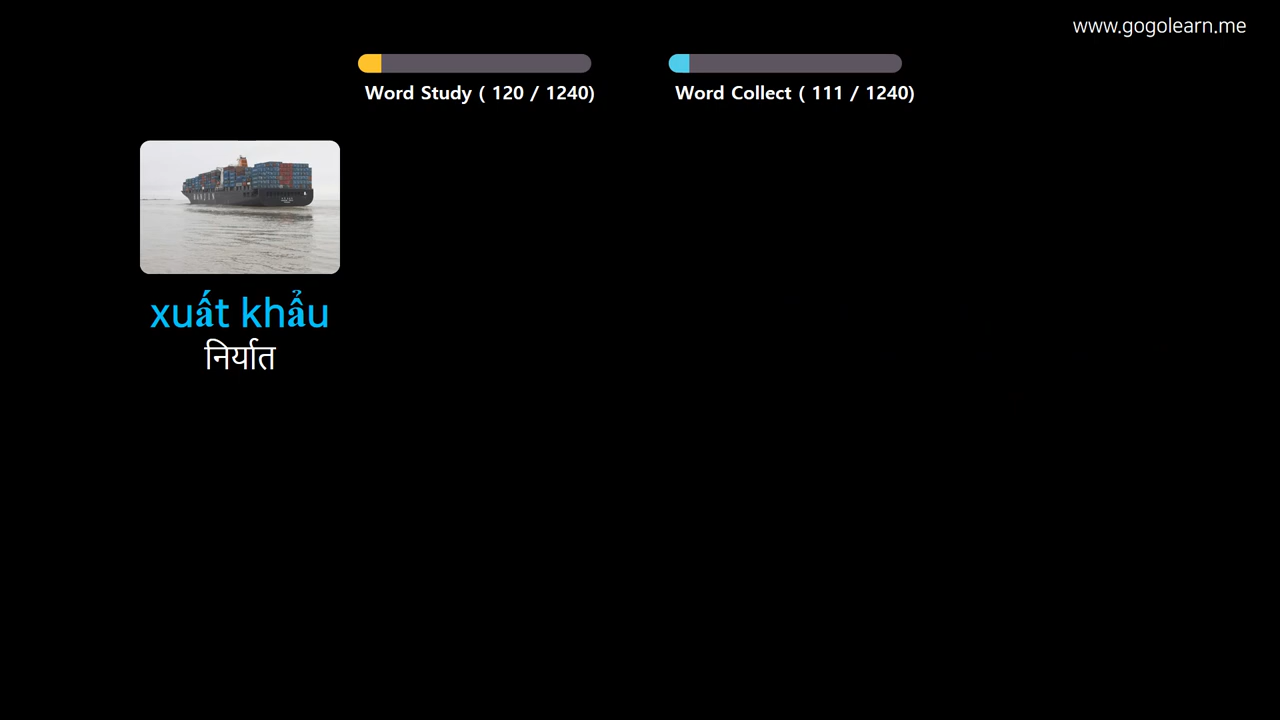 www.gogolearn.me
Word Study ( 120 / 1240)
Word Collect ( 111 / 1240)
xuất khẩu
निर्यात